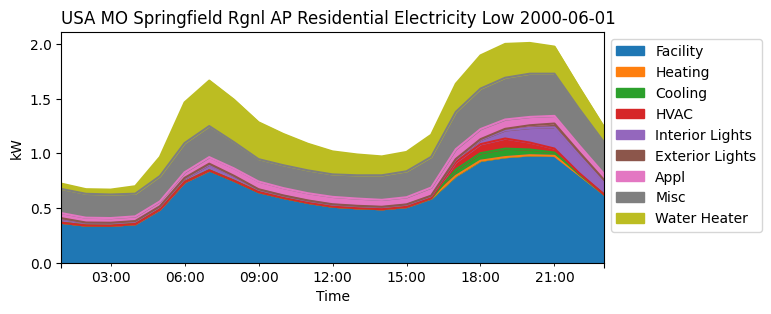 USA MO Springfield Rgnl AP Residential Electricity Low 2000-06-01
2.0
1.5
1.0
0.5
0.0
kW
03:00 06:00 09:00 12:00 15:00 18:00 21:00
Time
Facility
Heating
Cooling
HVAC
Interior Lights
Exterior Lights
Appl
Misc
Water Heater